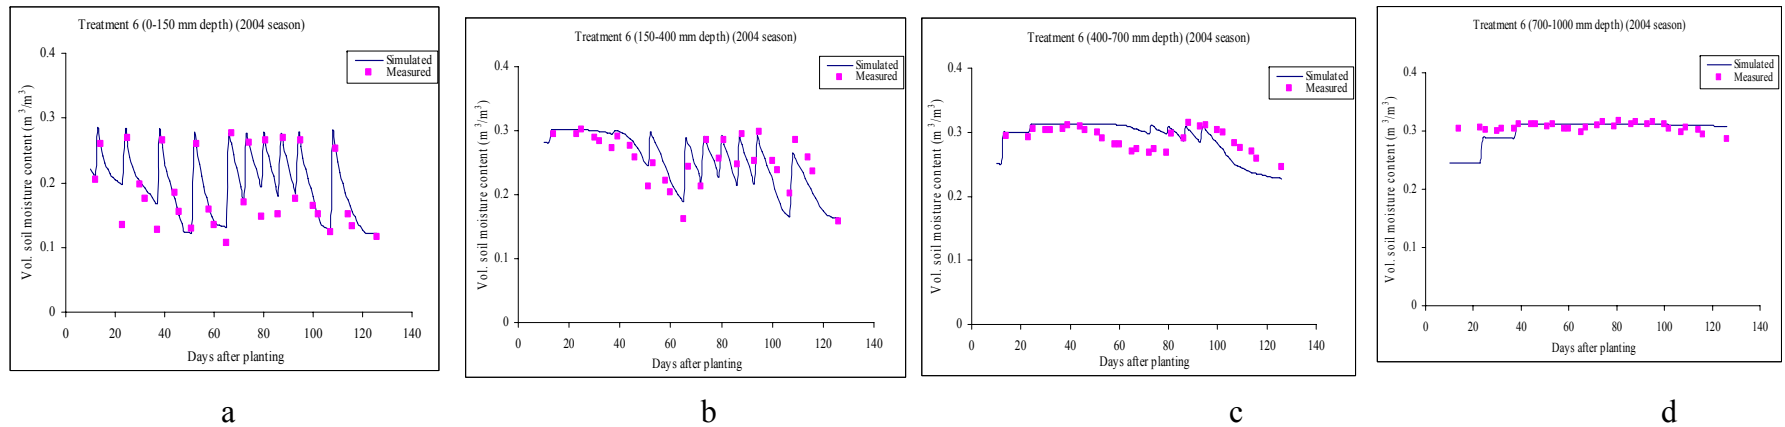 Treatment 6 (0-150 mm depth) (2004 season)
Simulated
Measured
Vol. soil moisture content (m³/m³)
0.4
0.3
0.2
0.1
0
0 20 40 60 80 100 120 140
Days after planting
a
Treatment 6 (150-400 mm depth) (2004 season)
Simulated
Measured
Vol. soil moisture content (m³/m³)
0.4
0.3
0.2
0.1
0
0 20 40 60 80 100 120 140
Days after planting
b
Treatment 6 (400-700 mm depth) (2004 season)
Simulated
Measured
Vol. soil moisture content (m³/m³)
0.4
0.3
0.2
0.1
0
0 20 40 60 80 100 120 140
Days after planting
c
Treatment 6 (700-1000 mm depth) (2004 season)
Simulated
Measured
Vol. soil moisture content (m³/m³)
0.4
0.3
0.2
0.1
0
0 20 40 60 80 100 120 140
Days after planting
d